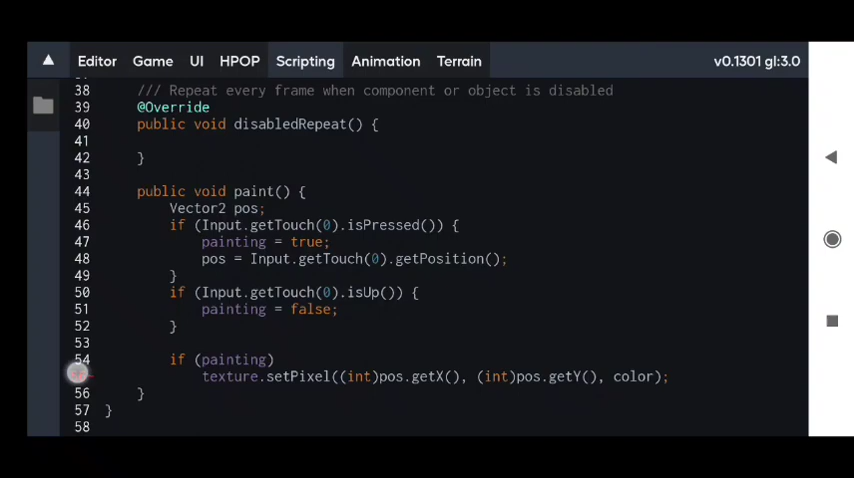 ▲ Editor Game UI HPOP Scripting Animation Terrain v0.1301 gl:3.0
38 /// Repeat every frame when component or object is disabled
39 @Override
40 public void disabledRepeat() {
41
42 }
43
44 public void paint() {
45 Vector2 pos;
46 if (Input.getTouch(0).isPressed()) {
47 painting = true;
48 pos = Input.getTouch(0).getPosition();
49 }
50 if (Input.getTouch(0).isUp()) {
51 painting = false;
52 }
53
54 if (painting)
texture.setPixel((int)pos.getX(), (int)pos.getY(), color);
56 }
57 }
58